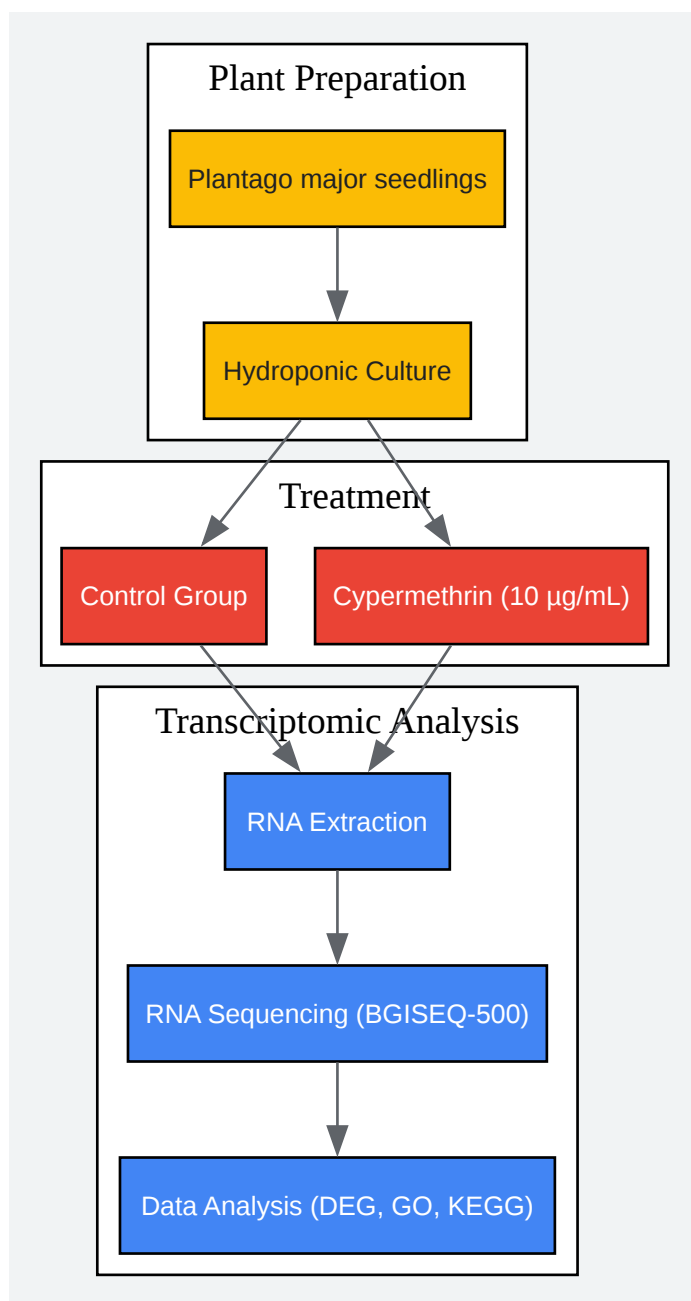 Plant Preparation
Plantago major seedlings
Hydroponic Culture
Treatment
Control Group
Cypermethrin (10 µg/mL)
Transcriptomic Analysis
RNA Extraction
RNA Sequencing (BGISEQ-500)
Data Analysis (DEG, GO, KEGG)